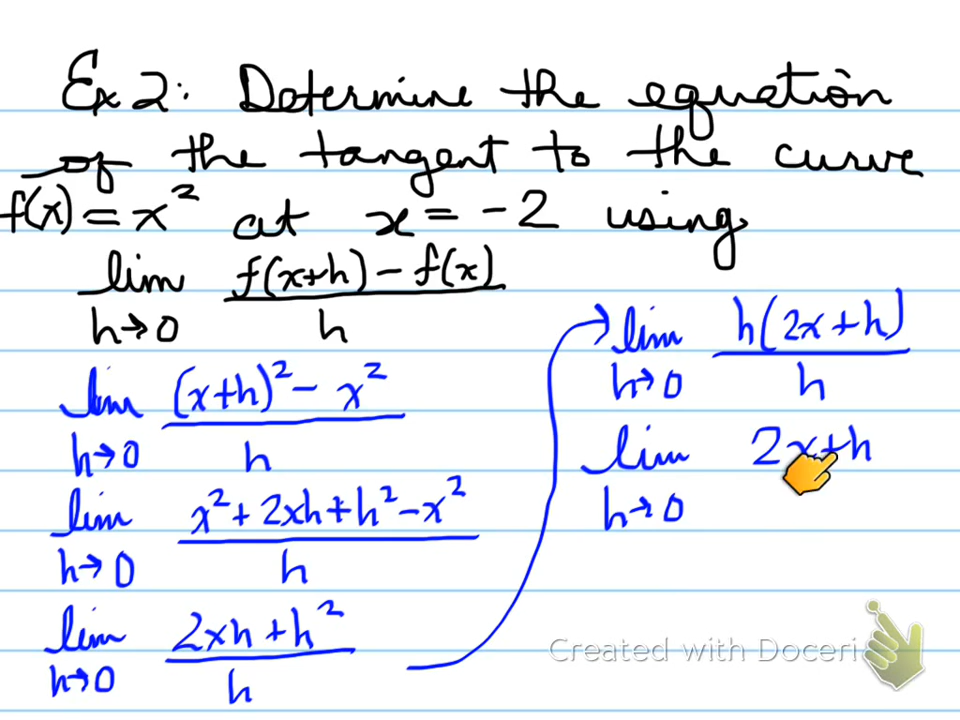 Ex 2: Determine the equation
of the tangent to the curve
f(x) = x² at x = -2 using
lim f(x+h) - f(x)
h→0 h
lim (x+h)² - x²
h→0 h
lim x² + 2xh + h² - x²
h→0 h
lim 2xh + h²
h→0 h
lim h(2x+h)
h→0 h
lim 2x+h
h→0
Created with Doceri